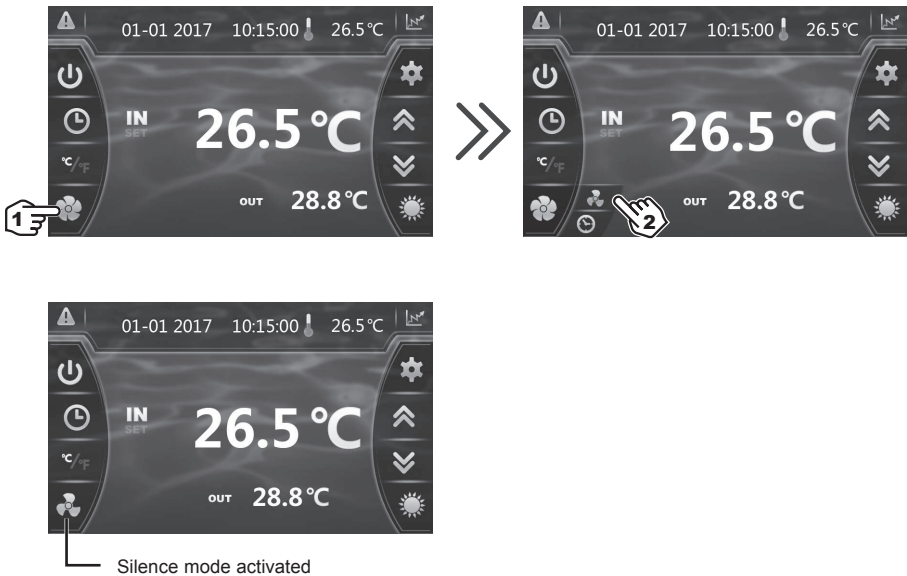 01-01 2017 10:15:00 26.5°C
°C/°F
IN
SET
26.5°C
OUT 28.8°C
1
01-01 2017 10:15:00 26.5°C
°C/°F
IN
SET
26.5°C
OUT 28.8°C
2
01-01 2017 10:15:00 26.5°C
°C/°F
IN
SET
26.5°C
OUT 28.8°C
Silence mode activated